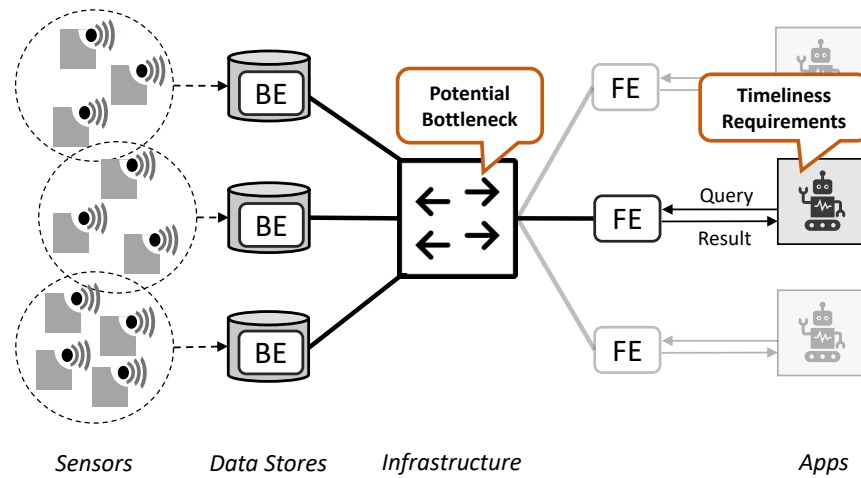 BE
Potential
Bottleneck
FE
Timeliness
Requirements
BE
FE
Query
Result
BE
FE
Sensors
Data Stores
Infrastructure
Apps